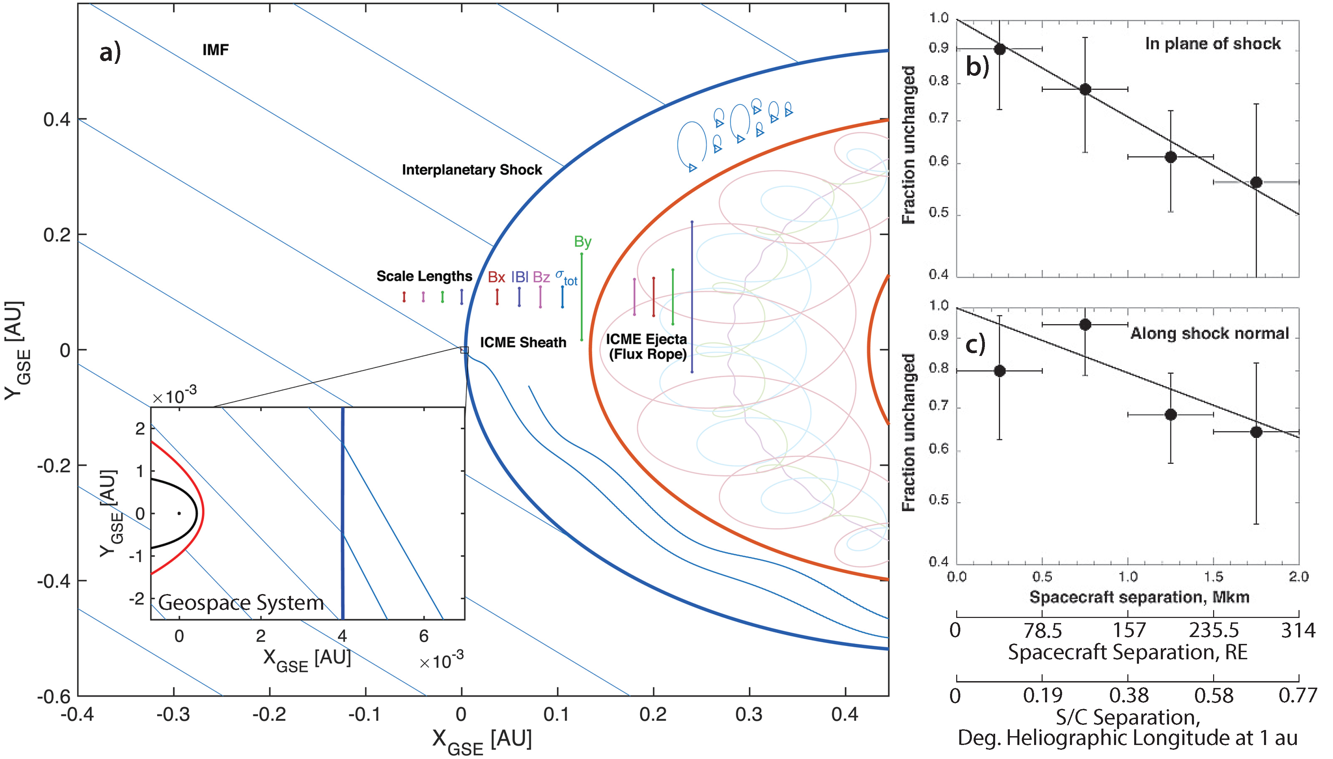 a)
IMF
Interplanetary Shock
Scale Lengths
Bx
|B|
Bz
σtot
By
ICME Sheath
ICME Ejecta
(Flux Rope)
YGSE [AU]
0.4
0.2
0
-0.2
-0.4
-0.6
-0.4
-0.3
-0.2
-0.1
0
0.1
0.2
0.3
0.4
XGSE [AU]
×10-3
YGSE [AU]
2
1
0
-1
-2
Geospace System
0
2
4
6
XGSE [AU]
×10-3
b)
In plane of shock
Fraction unchanged
1.0
0.9
0.8
0.7
0.6
0.5
0.4
c)
Along shock normal
Fraction unchanged
1.0
0.9
0.8
0.7
0.6
0.5
0.4
0.0 0.5 1.0 1.5 2.0
Spacecraft separation, Mkm
0 78.5 157 235.5 314
Spacecraft Separation, RE
0 0.19 0.38 0.58 0.77
S/C Separation,
Deg. Heliographic Longitude at 1 au